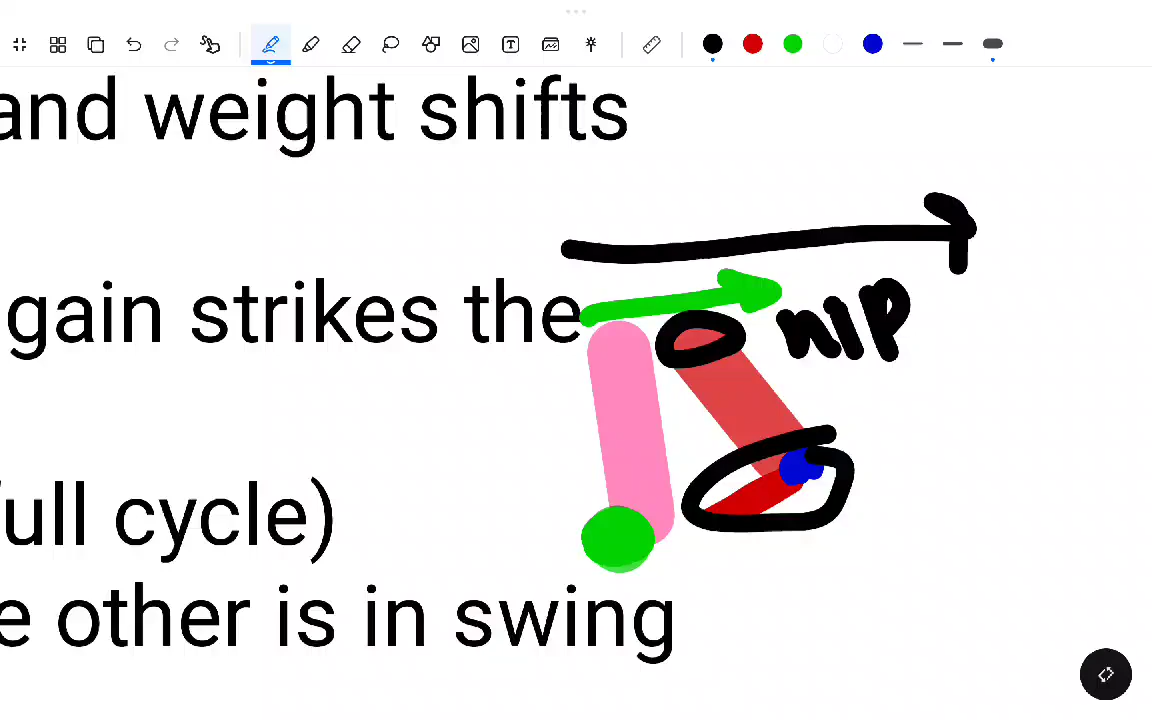 and weight shifts
gain strikes the
hip
full cycle)
e other is in swing